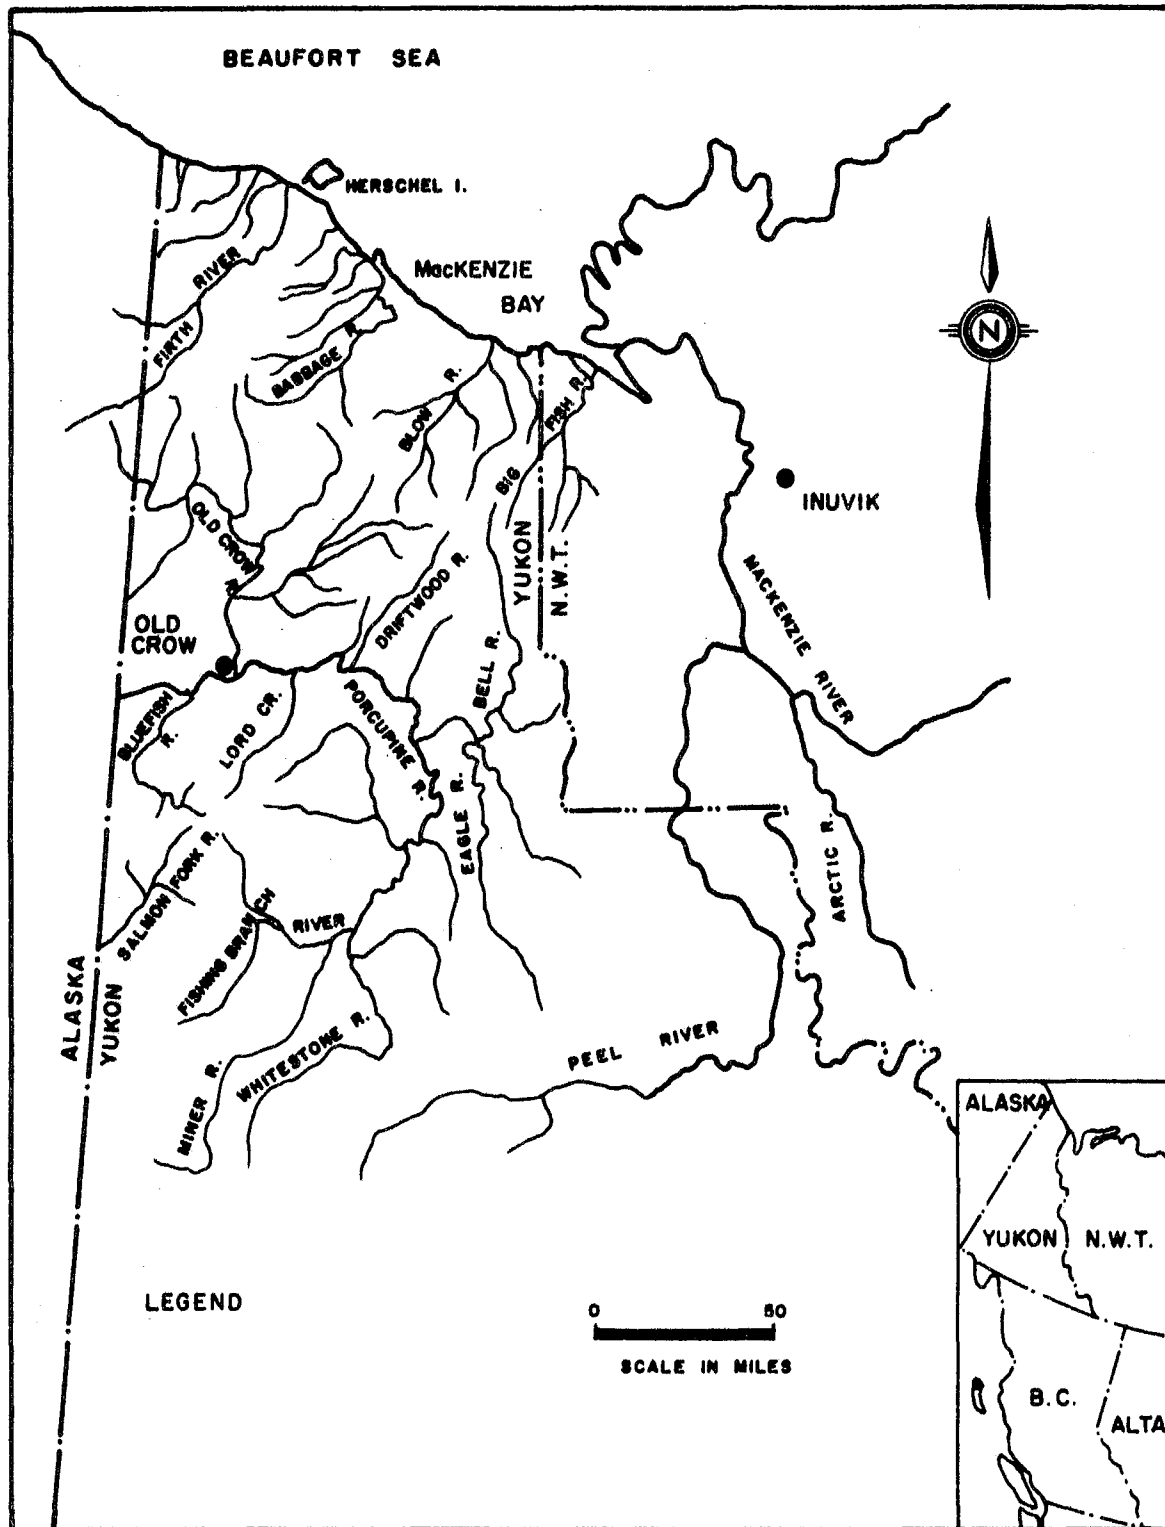 BEAUFORT SEA
HERSCHEL I.
MacKENZIE
BAY
FIRTH RIVER
BABBAGE R.
BLOW R.
BIG FISH R.
INUVIK
N
OLD CROW R.
YUKON
N.W.T.
DRIFTWOOD R.
MACKENZIE RIVER
OLD
CROW
BELL R.
BLUEFISH R.
LORD CR.
PORCUPINE R.
EAGLE R.
ARCTIC R.
SALMON FORK R.
FISHING BRANCH RIVER
ALASKA
YUKON
WHITESTONE R.
MINER R.
PEEL RIVER
LEGEND
0 50
SCALE IN MILES
ALASKA
YUKON N.W.T.
B.C.
ALTA